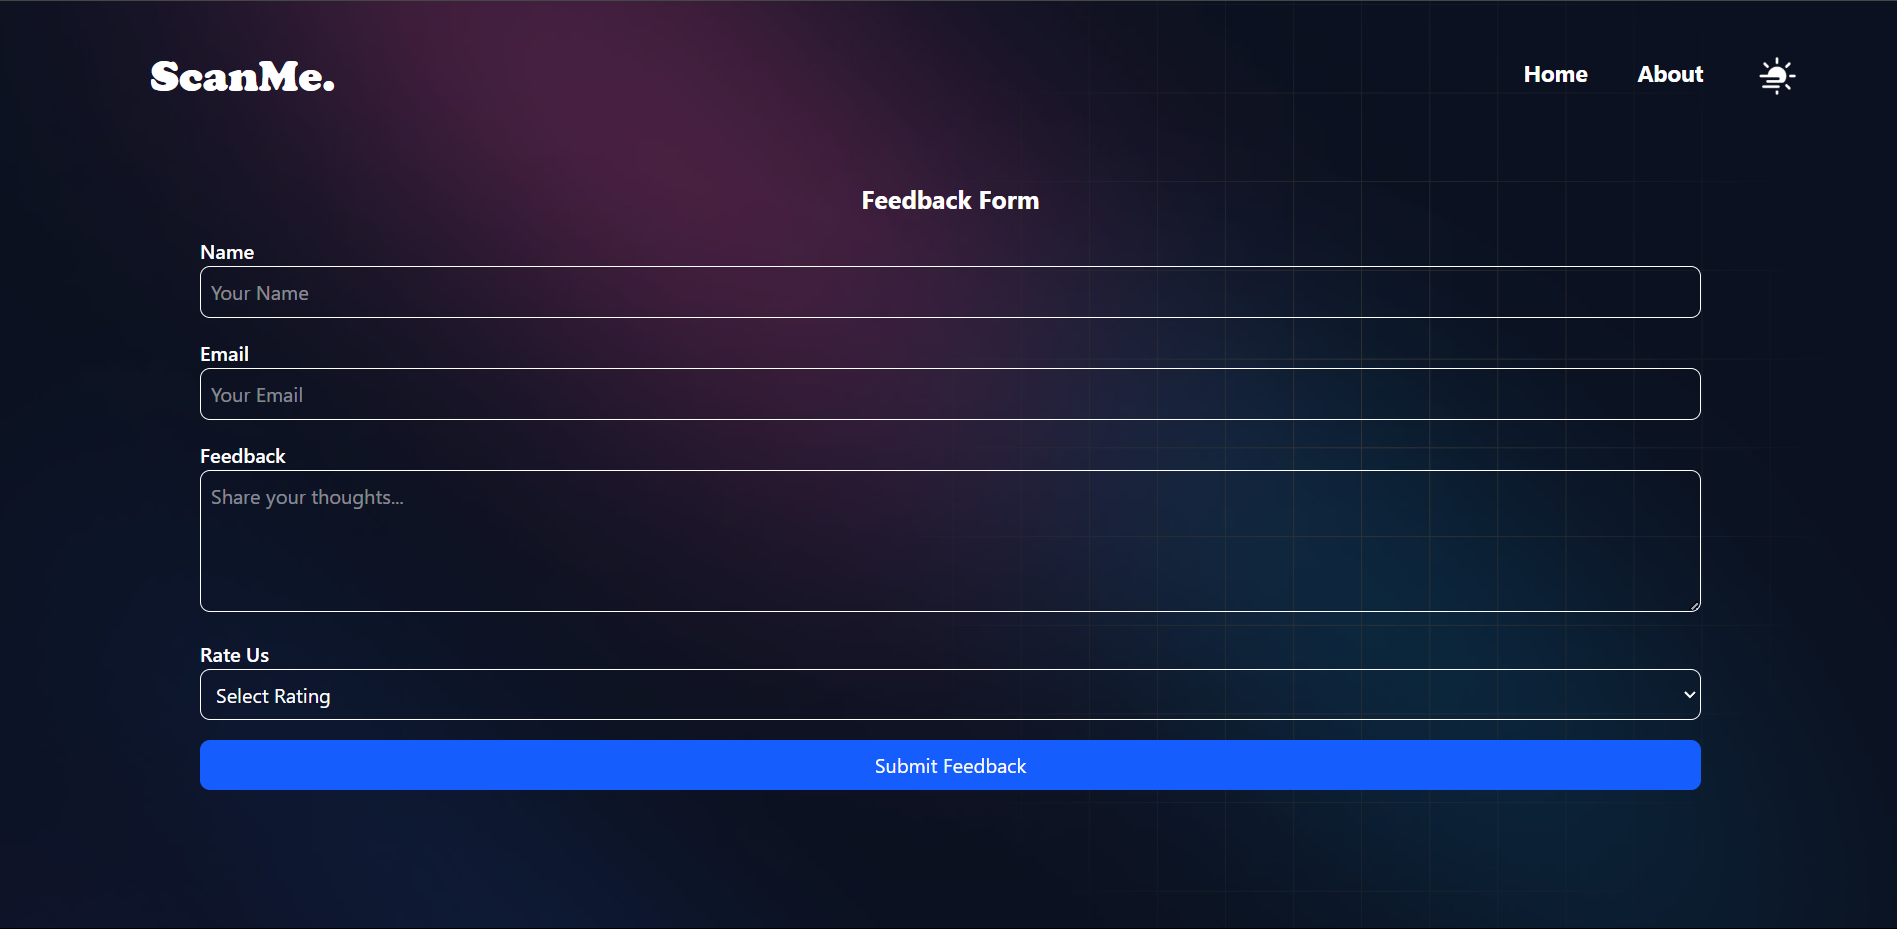 ScanMe.
Home
About
Feedback Form
Name
Your Name
Email
Your Email
Feedback
Share your thoughts...
Rate Us
Select Rating
Submit Feedback